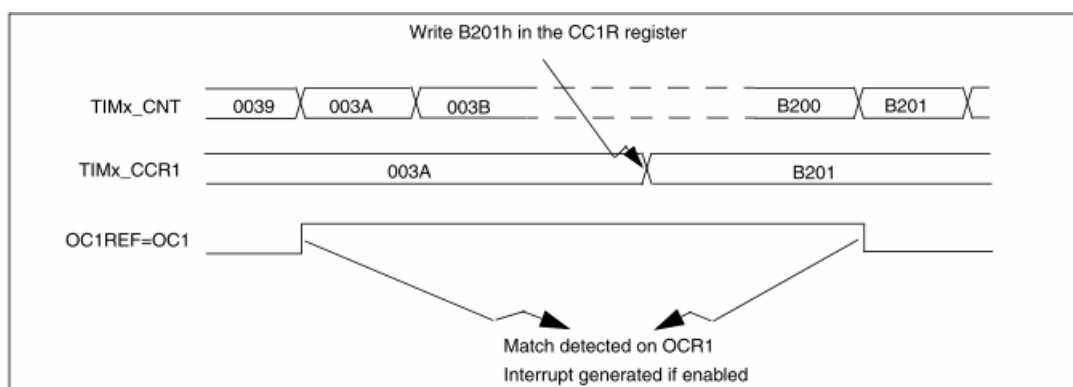 Write B201h in the CC1R register
TIMx_CNT 0039 003A 003B B200 B201
TIMx_CCR1 003A B201
OC1REF=OC1
Match detected on OCR1
Interrupt generated if enabled